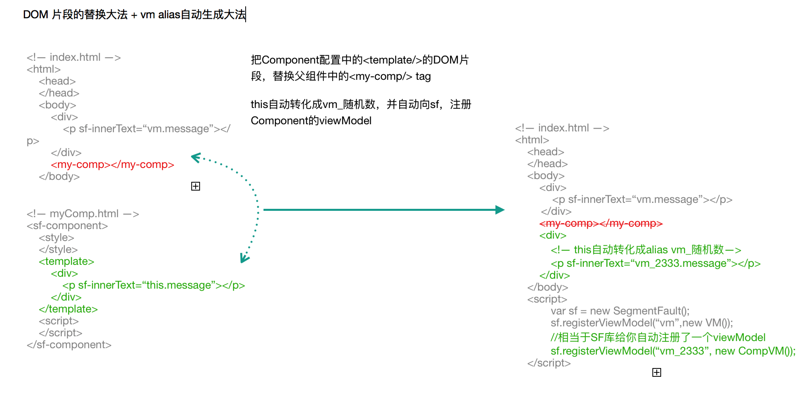 DOM 片段的替换大法 + vm alias自动生成大法
<!— index.html —>
<html>
<head>
</head>
<body>
<div>
<p sf-innerText=“vm.message”></
p>
</div>
<my-comp></my-comp>
</body>
<!— myComp.html —>
<sf-component>
<style>
</style>
<template>
<div>
<p sf-innerText=“this.message”></p>
</div>
</template>
<script>
</script>
</sf-component>
把Component配置中的<template/>的DOM片
段，替换父组件中的<my-comp/> tag
this自动转化成vm_随机数，并自动向sf，注册
Component的viewModel
<!— index.html —>
<html>
<head>
</head>
<body>
<div>
<p sf-innerText=“vm.message”></p>
</div>
<my-comp></my-comp>
<div>
<!— this自动转化成alias vm_随机数—>
<p sf-innerText=“vm_2333.message”></p>
</div>
</body>
<script>
var sf = new SegmentFault();
sf.registerViewModel(“vm”,new VM());
//相当于SF库给你自动注册了一个viewModel
sf.registerViewModel(“vm_2333”, new CompVM());
</script>